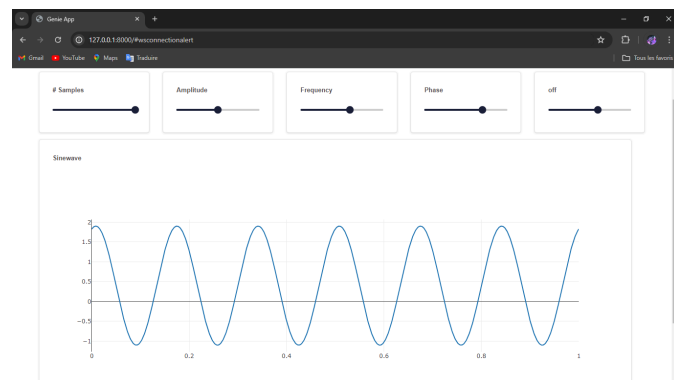 Genie App
127.0.0.1:8000/#wsconnectionalert
Gmail YouTube Maps Traduire Tous les favoris
# Samples Amplitude Frequency Phase off
Sinewave
2
1.5
1
0.5
0
−0.5
−1
0 0.2 0.4 0.6 0.8 1